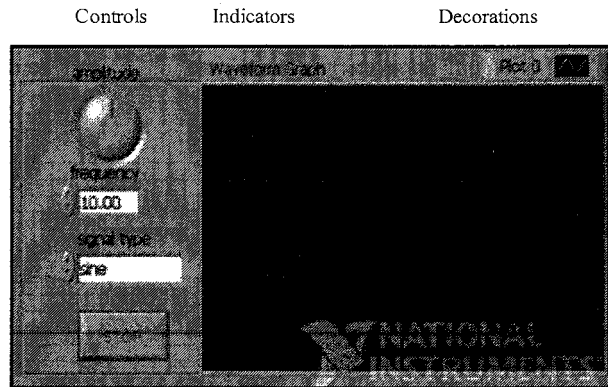 Controls Indicators Decorations
amplitude Waveform Graph Plot 0
frequency
10.00
signal type
sine
NATIONAL
INSTRUMENTS